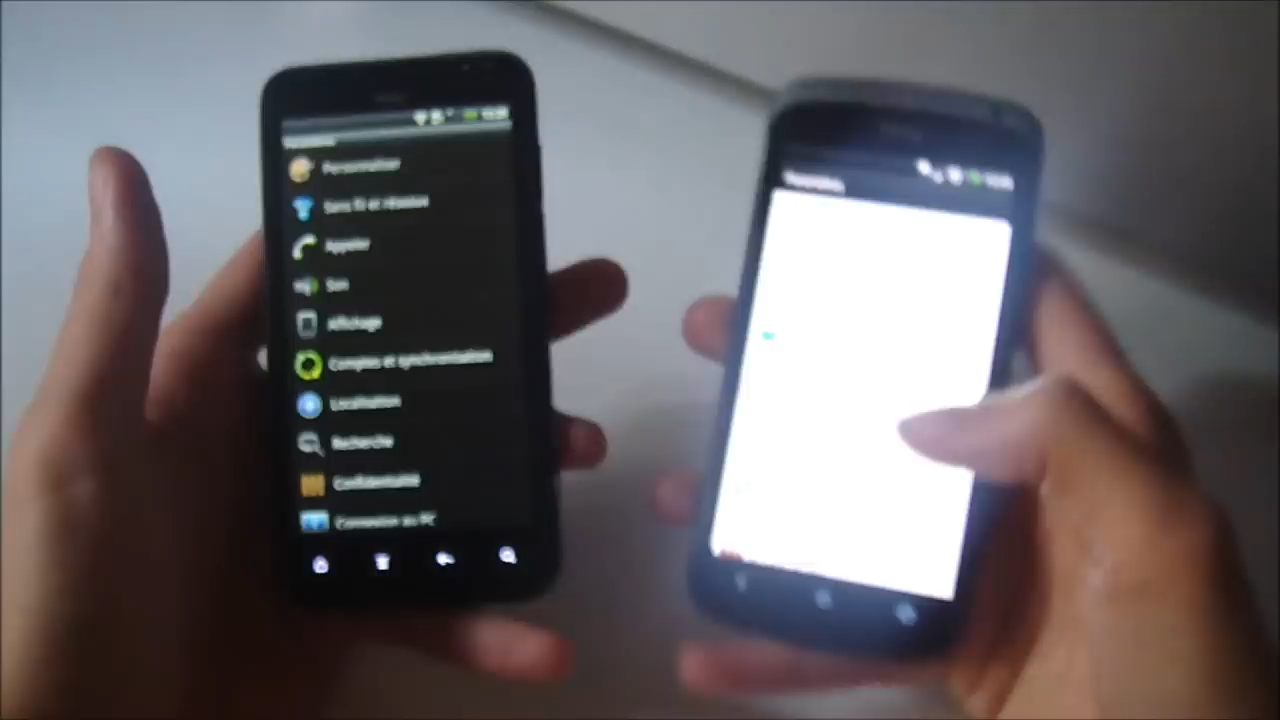 Personnaliser
Sans fil et réseaux
Appeler
Son
Affichage
Comptes et synchronisation
Localisation
Recherche
Confidentialité
Connexion au PC